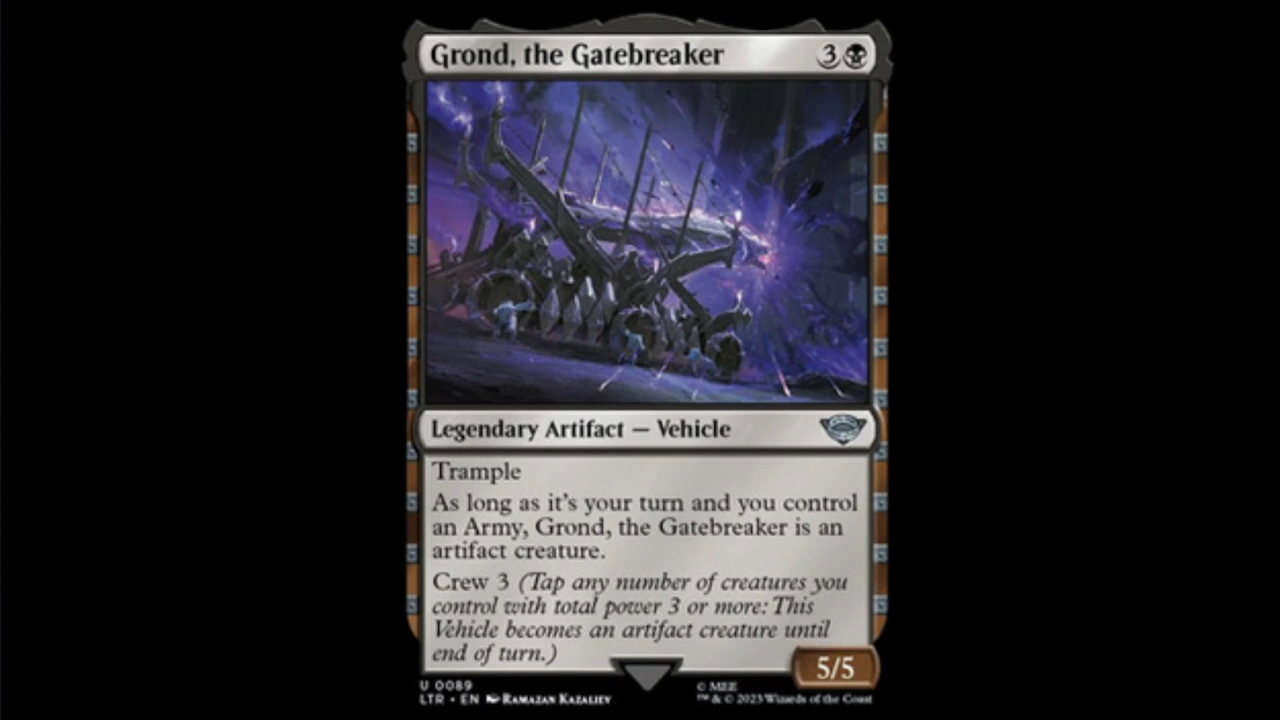 Grond, the Gatebreaker 3
Legendary Artifact — Vehicle
Trample
As long as it's your turn and you control
an Army, Grond, the Gatebreaker is an
artifact creature.
Crew 3 (Tap any number of creatures you
control with total power 3 or more: This
Vehicle becomes an artifact creature until
end of turn.)
5/5
U 0089
LTR • EN Ramazan Kazaliev
© MEE
™ & © 2023 Wizards of the Coast